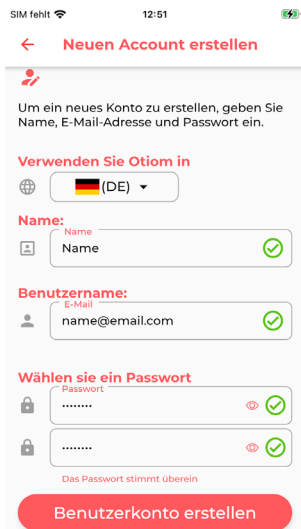 SIM fehlt 12:51
Neuen Account erstellen
Um ein neues Konto zu erstellen, geben Sie
Name, E-Mail-Adresse und Passwort ein.
Verwenden Sie Otiom in
(DE)
Name:
Name
Name
Benutzername:
E-Mail
name@email.com
Wählen sie ein Passwort
Passwort
········
········
Das Passwort stimmt überein
Benutzerkonto erstellen